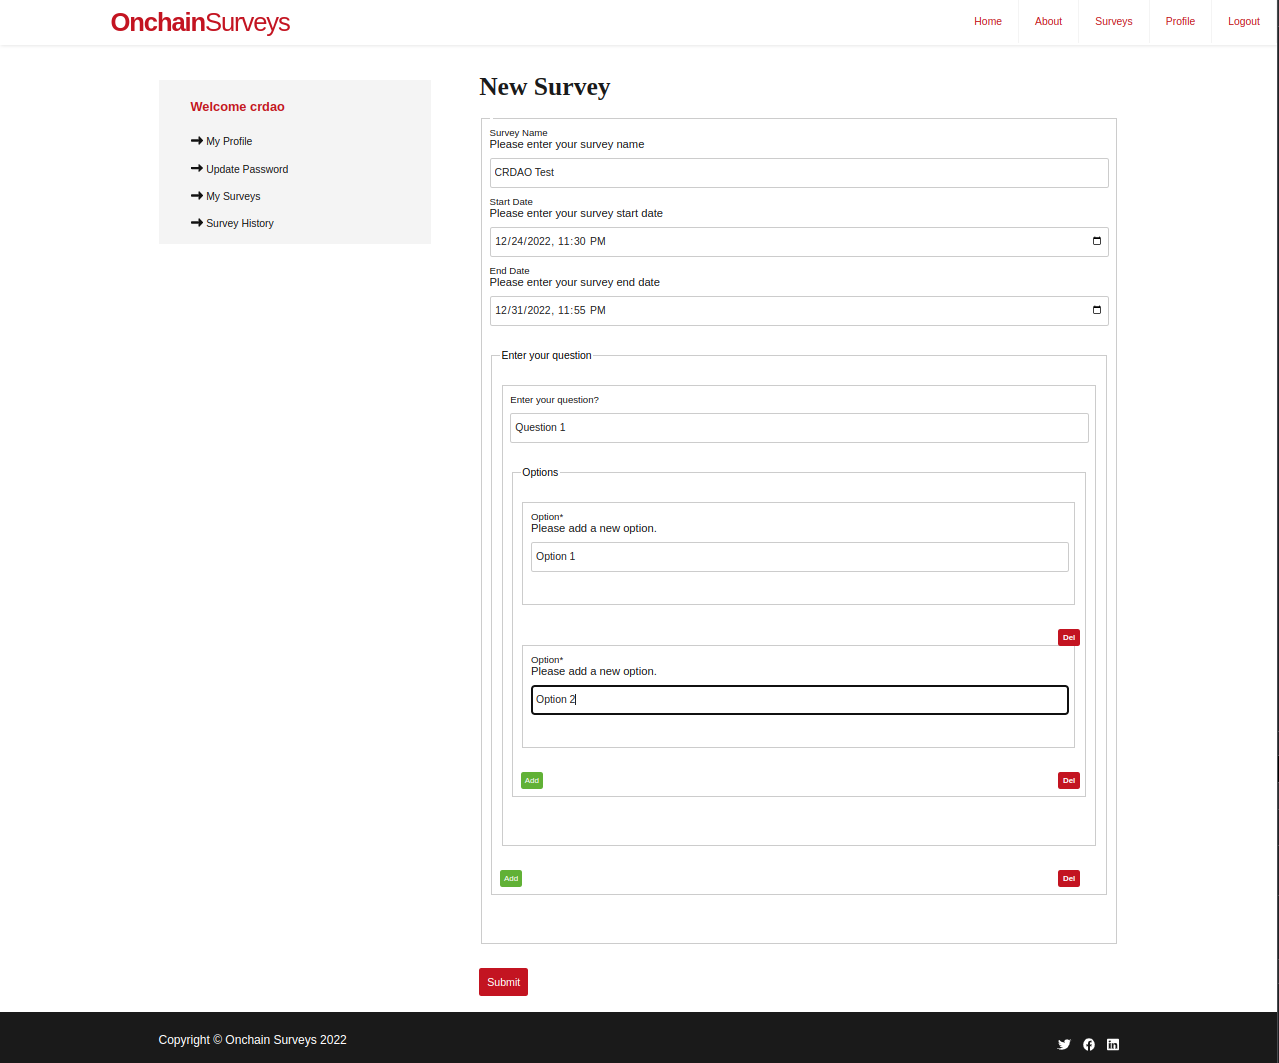 OnchainSurveys
Home About Surveys Profile Logout
Welcome crdao
My Profile
Update Password
My Surveys
Survey History
New Survey
Survey Name
Please enter your survey name
CRDAO Test
Start Date
Please enter your survey start date
12/24/2022, 11:30 PM
End Date
Please enter your survey end date
12/31/2022, 11:55 PM
Enter your question
Enter your question?
Question 1
Options
Option*
Please add a new option.
Option 1
Del
Option*
Please add a new option.
Option 2
Add Del
Add Del
Submit
Copyright © Onchain Surveys 2022